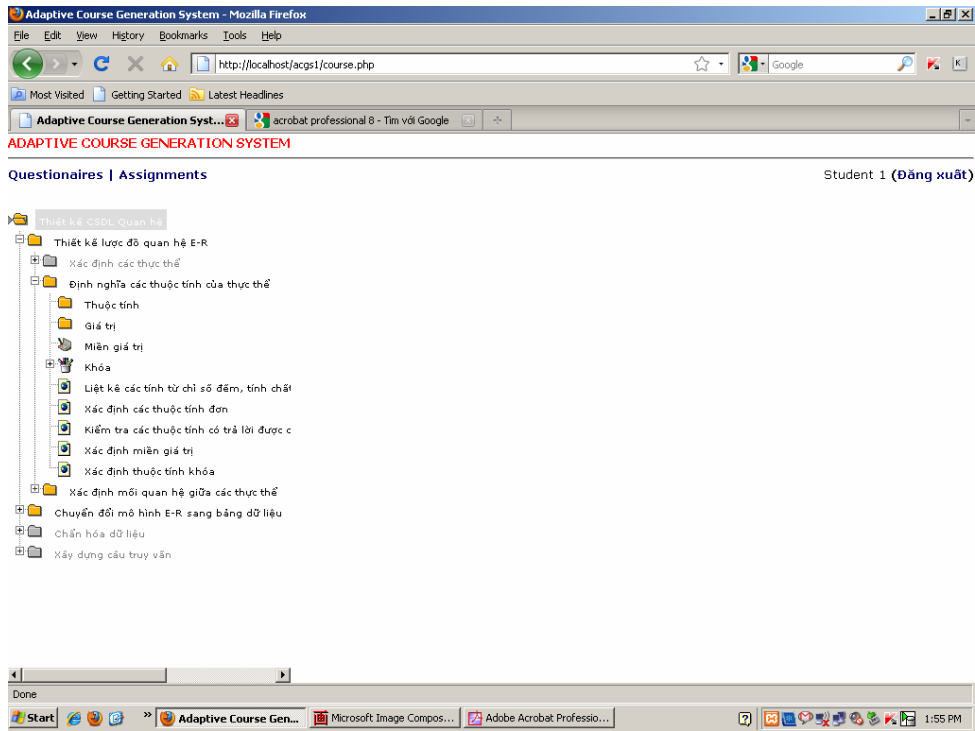 Adaptive Course Generation System - Mozilla Firefox
File Edit View History Bookmarks Tools Help
http://localhost/acgs1/course.php Google K
Most Visited Getting Started Latest Headlines
Adaptive Course Generation Syst... acrobat professional 8 - Tìm với Google
ADAPTIVE COURSE GENERATION SYSTEM
Questionaires | Assignments Student 1 (Đăng xuất)
Thiết kế CSDL Quan hệ
Thiết kế lược đồ quan hệ E-R
Xác định các thực thể
Định nghĩa các thuộc tính của thực thể
Thuộc tính
Giá trị
Miền giá trị
Khóa
Liệt kê các tính từ chỉ số đếm, tính chất
Xác định các thuộc tính đơn
Kiểm tra các thuộc tính có trả lời được c
Xác định miền giá trị
Xác định thuộc tính khóa
Xác định mối quan hệ giữa các thực thể
Chuyển đổi mô hình E-R sang bảng dữ liệu
Chẩn hóa dữ liệu
Xây dựng câu truy vấn
Done
Start Adaptive Course Gen... Microsoft Image Compos... Adobe Acrobat Professio... 1:55 PM